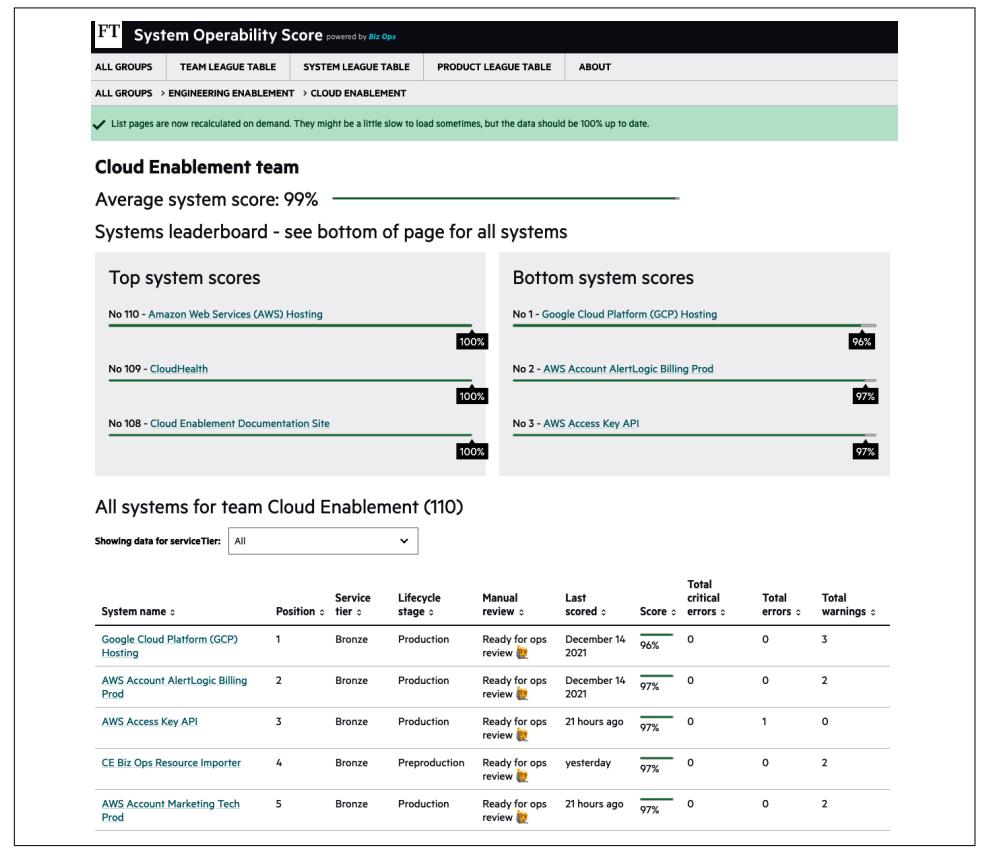 FT System Operability Score powered by Biz Ops
ALL GROUPS TEAM LEAGUE TABLE SYSTEM LEAGUE TABLE PRODUCT LEAGUE TABLE ABOUT
ALL GROUPS > ENGINEERING ENABLEMENT > CLOUD ENABLEMENT
List pages are now recalculated on demand. They might be a little slow to load sometimes, but the data should be 100% up to date.
Cloud Enablement team
Average system score: 99%
Systems leaderboard - see bottom of page for all systems
Top system scores
No 110 - Amazon Web Services (AWS) Hosting
100%
No 109 - CloudHealth
100%
No 108 - Cloud Enablement Documentation Site
100%
Bottom system scores
No 1 - Google Cloud Platform (GCP) Hosting
96%
No 2 - AWS Account AlertLogic Billing Prod
97%
No 3 - AWS Access Key API
97%
All systems for team Cloud Enablement (110)
Showing data for serviceTier: All
System name Position Service tier Lifecycle stage Manual review Last scored Score Total critical errors Total errors Total warnings
Google Cloud Platform (GCP) Hosting 1 Bronze Production Ready for ops review December 14 2021 96% 0 0 3
AWS Account AlertLogic Billing Prod 2 Bronze Production Ready for ops review December 14 2021 97% 0 0 2
AWS Access Key API 3 Bronze Production Ready for ops review 21 hours ago 97% 0 1 0
CE Biz Ops Resource Importer 4 Bronze Preproduction Ready for ops review yesterday 97% 0 0 2
AWS Account Marketing Tech Prod 5 Bronze Production Ready for ops review 21 hours ago 97% 0 0 2